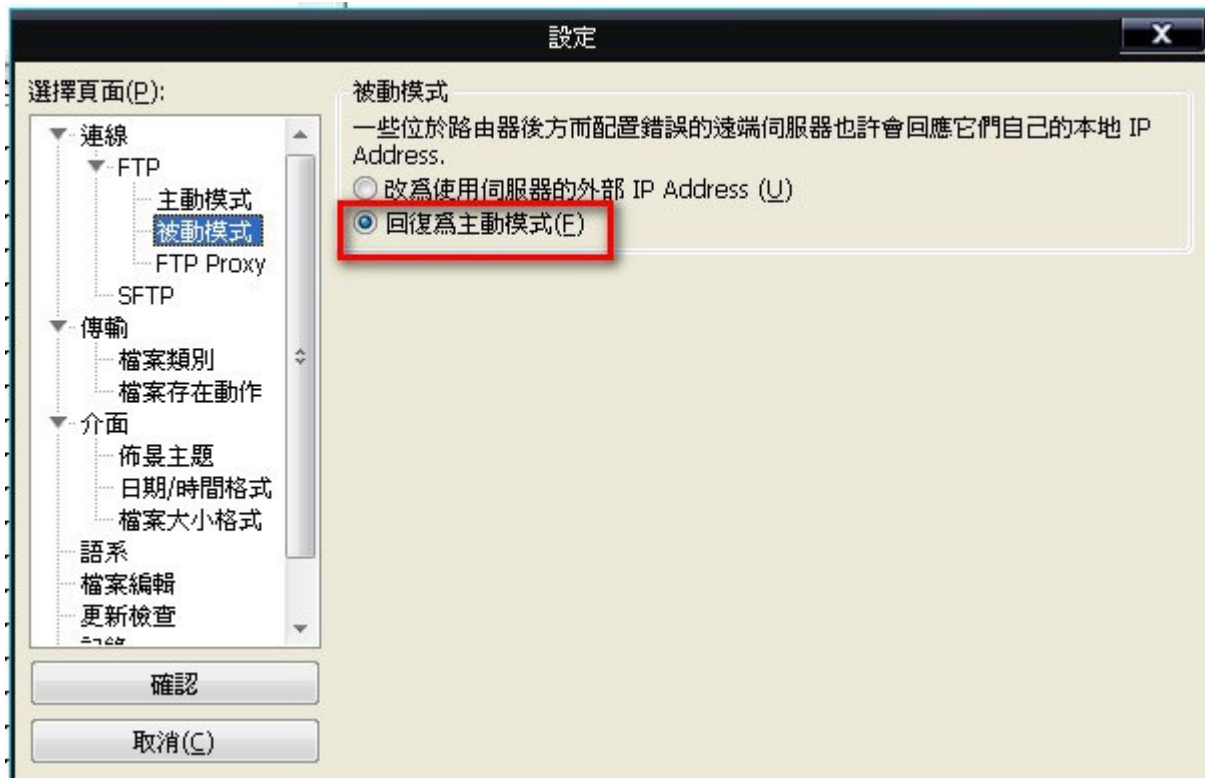 設定
X
選擇頁面(P):
連線
FTP
主動模式
被動模式
FTP Proxy
SFTP
傳輸
檔案類別
檔案存在動作
介面
佈景主題
日期/時間格式
檔案大小格式
語系
檔案編輯
更新檢查
確認
取消(C)
被動模式
一些位於路由器後方而配置錯誤的遠端伺服器也許會回應它們自己的本地 IP
Address.
改爲使用伺服器的外部 IP Address (U)
回復爲主動模式(F)